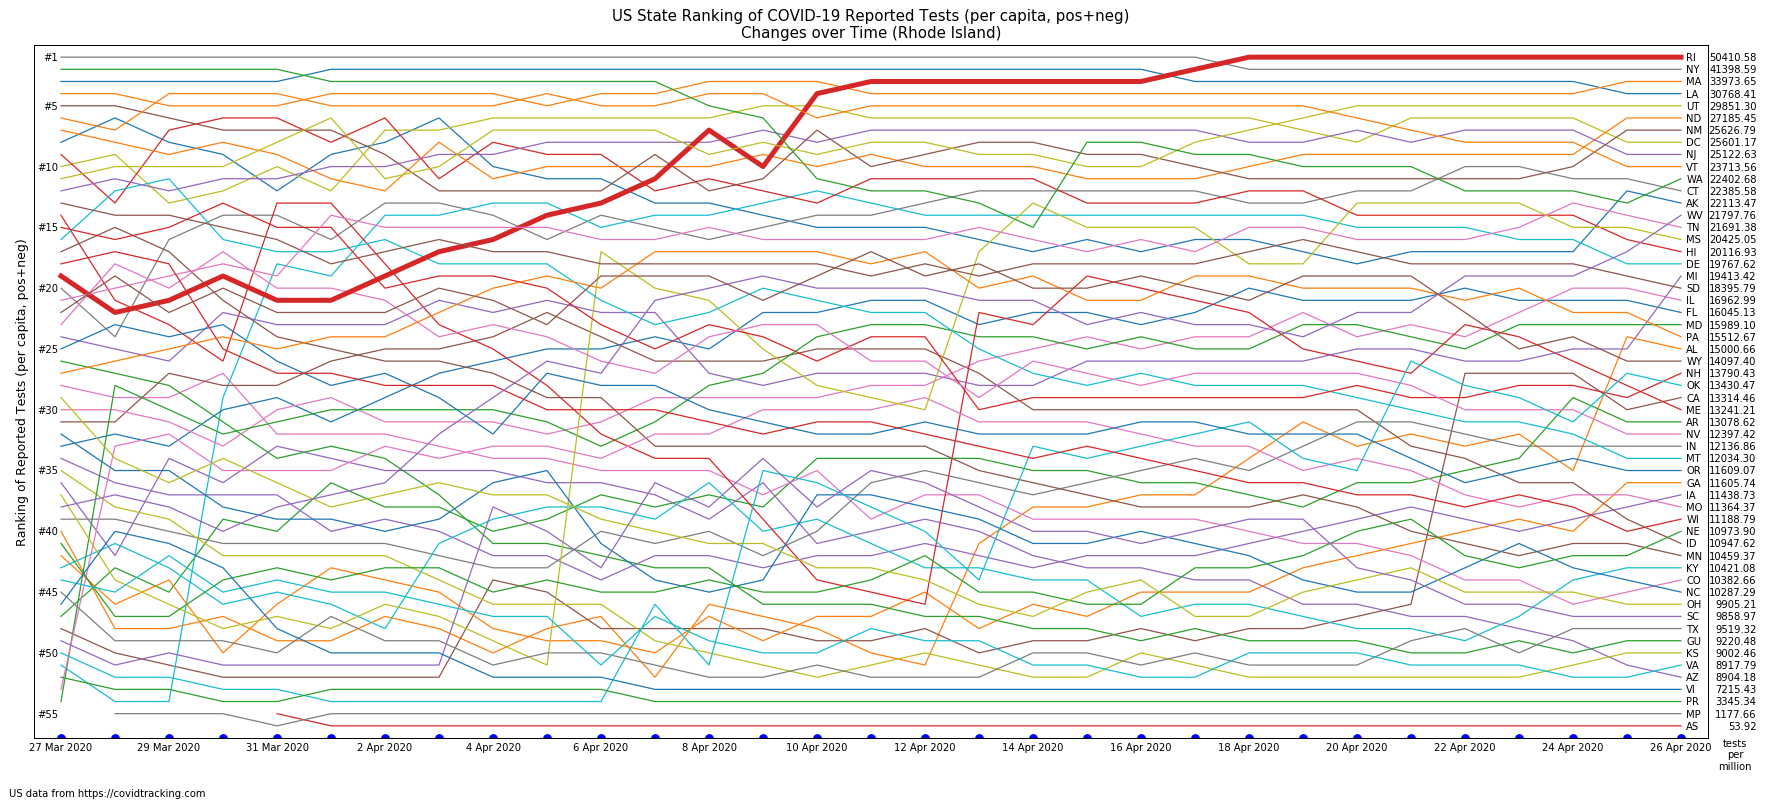 US State Ranking of COVID-19 Reported Tests (per capita, pos+neg)
Changes over Time (Rhode Island)
Ranking of Reported Tests (per capita, pos+neg)
#1
#5
#10
#15
#20
#25
#30
#35
#40
#45
#50
#55
RI 50410.58
NY 41398.59
MA 33973.65
LA 30768.41
UT 29851.30
ND 27185.45
NM 25626.79
DC 25601.17
NJ 25122.63
VT 23713.56
WA 22402.68
CT 22385.58
AK 22113.47
WV 21797.76
TN 21691.38
MS 20425.05
HI 20116.93
DE 19767.62
MI 19413.42
SD 18395.79
IL 16962.99
FL 16045.13
MD 15989.10
PA 15512.67
AL 15000.66
WY 14097.40
NH 13790.43
OK 13430.47
CA 13314.46
ME 13241.21
AR 13078.62
NV 12397.42
IN 12136.86
MT 12034.30
OR 11609.07
GA 11605.74
IA 11438.73
MO 11364.37
WI 11188.79
NE 10973.90
ID 10947.62
MN 10459.37
KY 10421.08
CO 10382.66
NC 10287.29
OH 9905.21
SC 9858.97
TX 9519.32
GU 9220.48
KS 9002.46
VA 8917.79
AZ 8904.18
VI 7215.43
PR 3345.34
MP 1177.66
AS 53.92
27 Mar 2020 29 Mar 2020 31 Mar 2020 2 Apr 2020 4 Apr 2020 6 Apr 2020 8 Apr 2020 10 Apr 2020 12 Apr 2020 14 Apr 2020 16 Apr 2020 18 Apr 2020 20 Apr 2020 22 Apr 2020 24 Apr 2020 26 Apr 2020
tests
per
million
US data from https://covidtracking.com